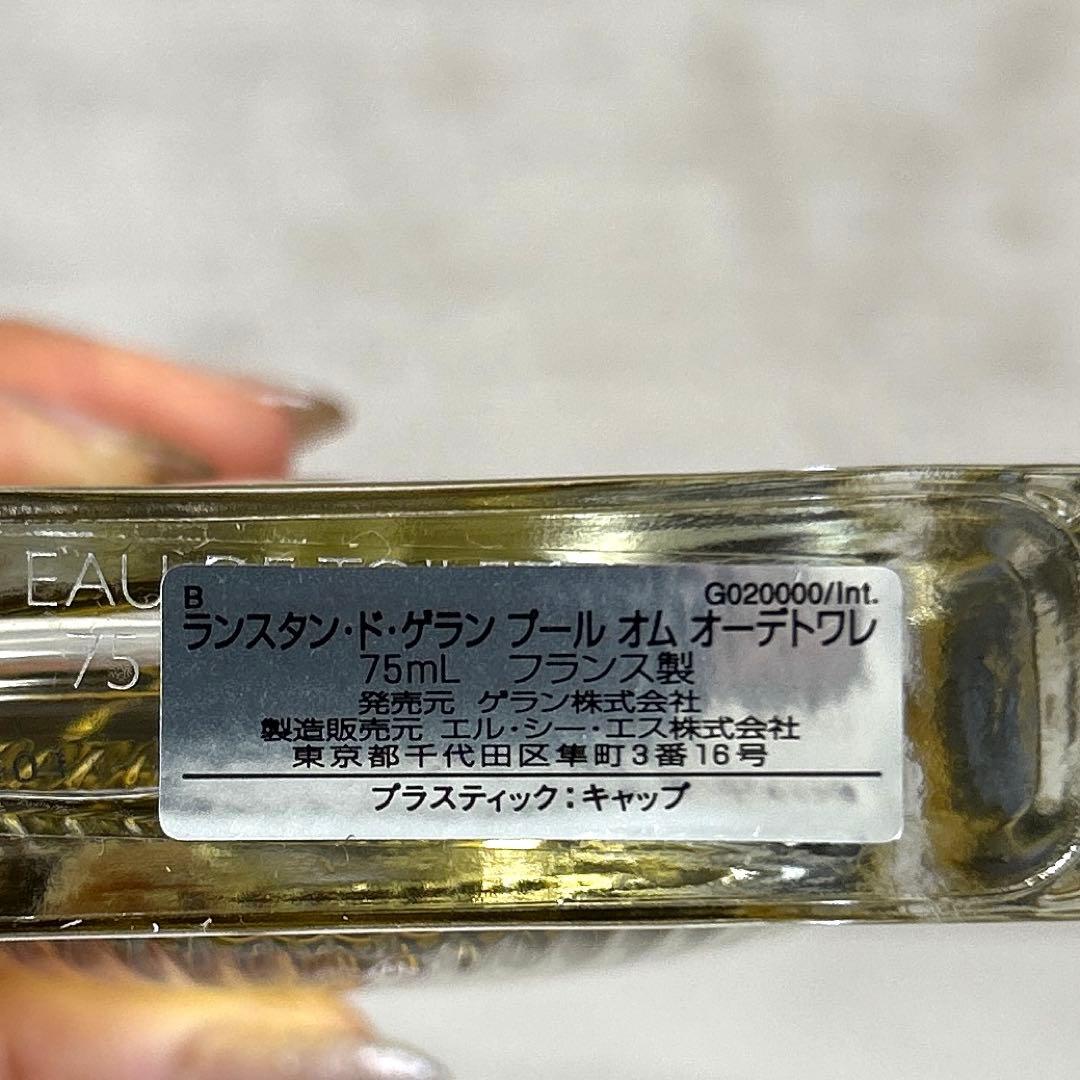 EAU DE
75
B
G020000/Int.
ランスタン・ド・ゲラン プール オム オーデトワレ
75mL フランス製
発売元 ゲラン株式会社
製造販売元 エル・シー・エス株式会社
東京都千代田区隼町3番16号
プラスティック:キャップ